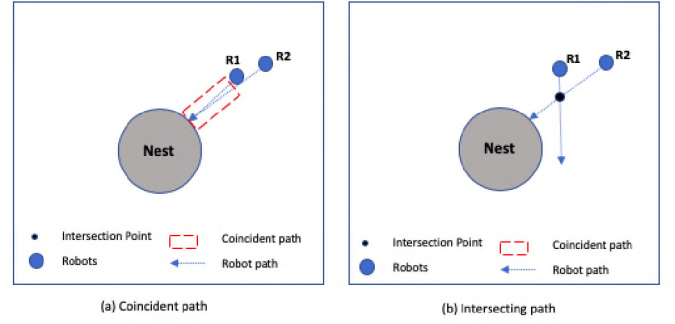 R1
R2
Nest
Intersection Point
Coincident path
Robots
Robot path
(a) Coincident path
R1
R2
Nest
Intersection Point
Coincident path
Robots
Robot path
(b) Intersecting path